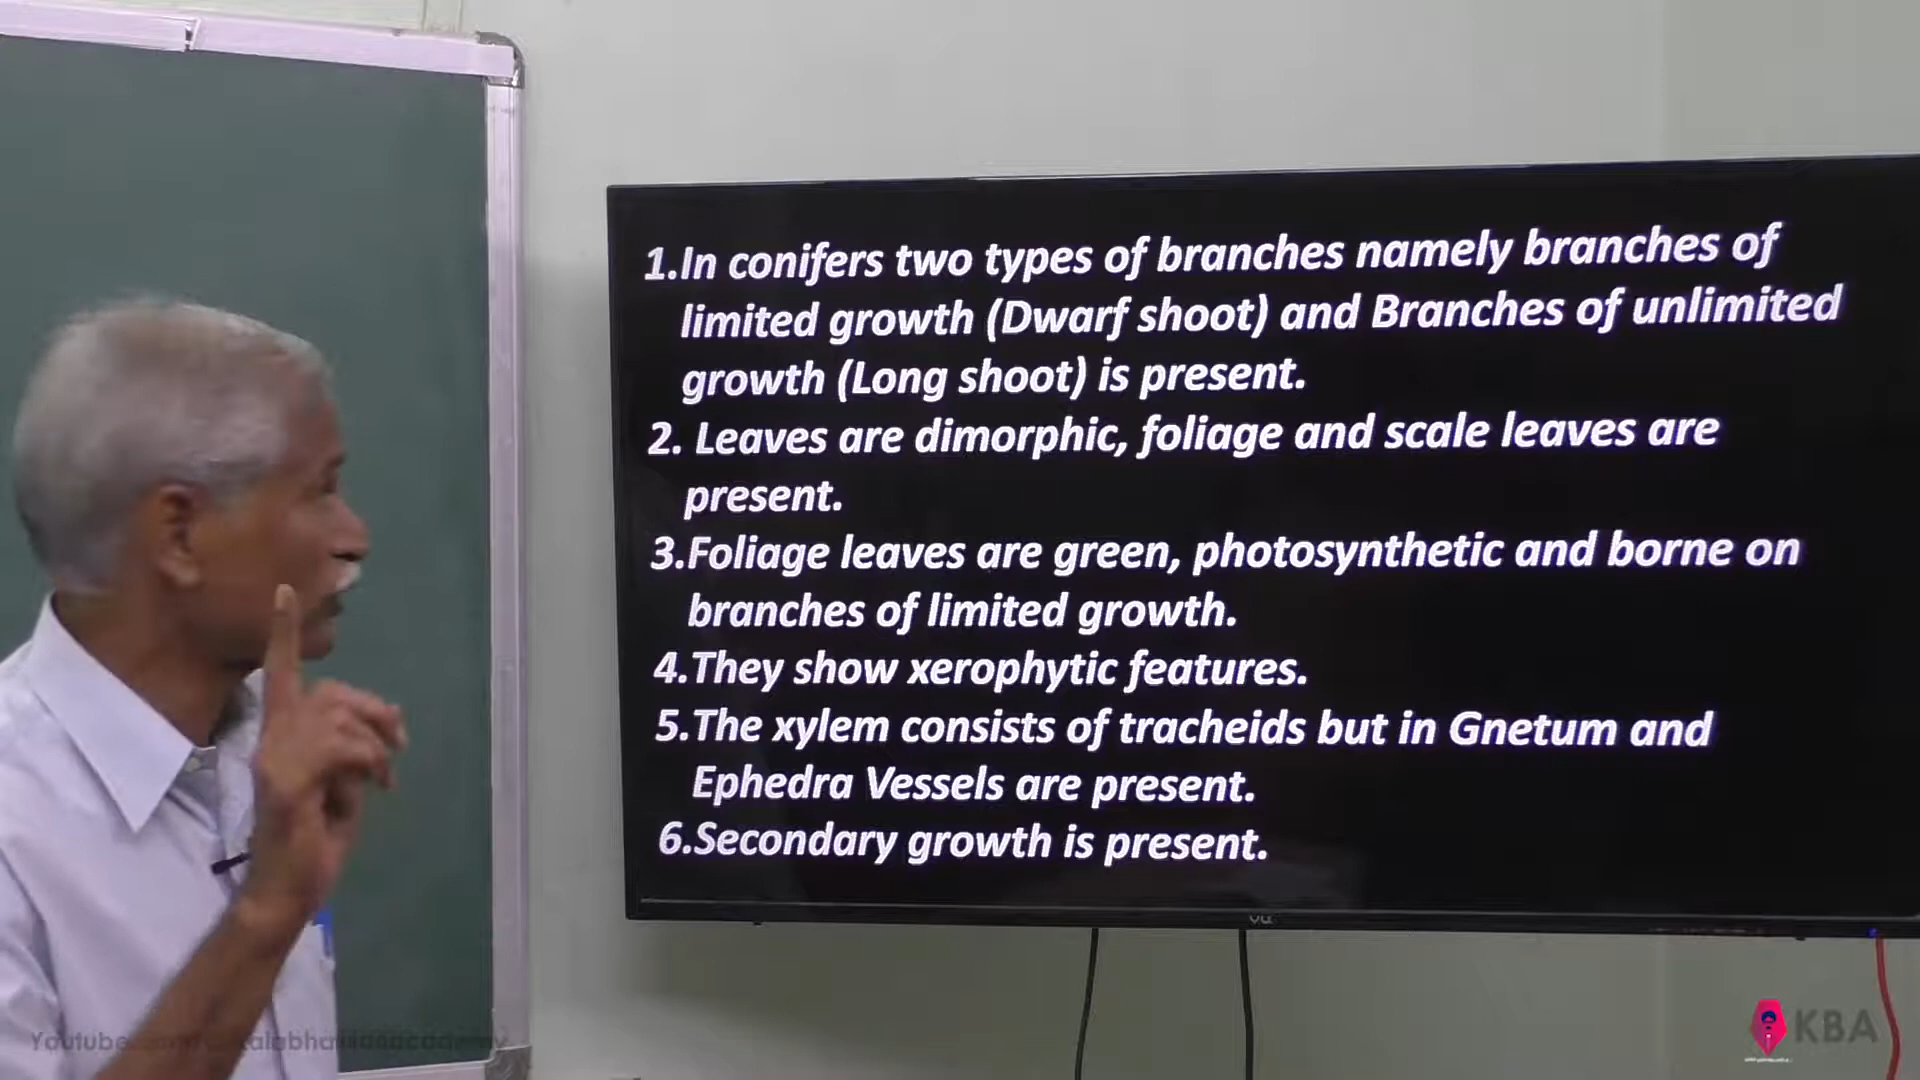 1.In conifers two types of branches namely branches of
limited growth (Dwarf shoot) and Branches of unlimited
growth (Long shoot) is present.
2. Leaves are dimorphic, foliage and scale leaves are
present.
3.Foliage leaves are green, photosynthetic and borne on
branches of limited growth.
4.They show xerophytic features.
5.The xylem consists of tracheids but in Gnetum and
Ephedra Vessels are present.
6.Secondary growth is present.
KBA